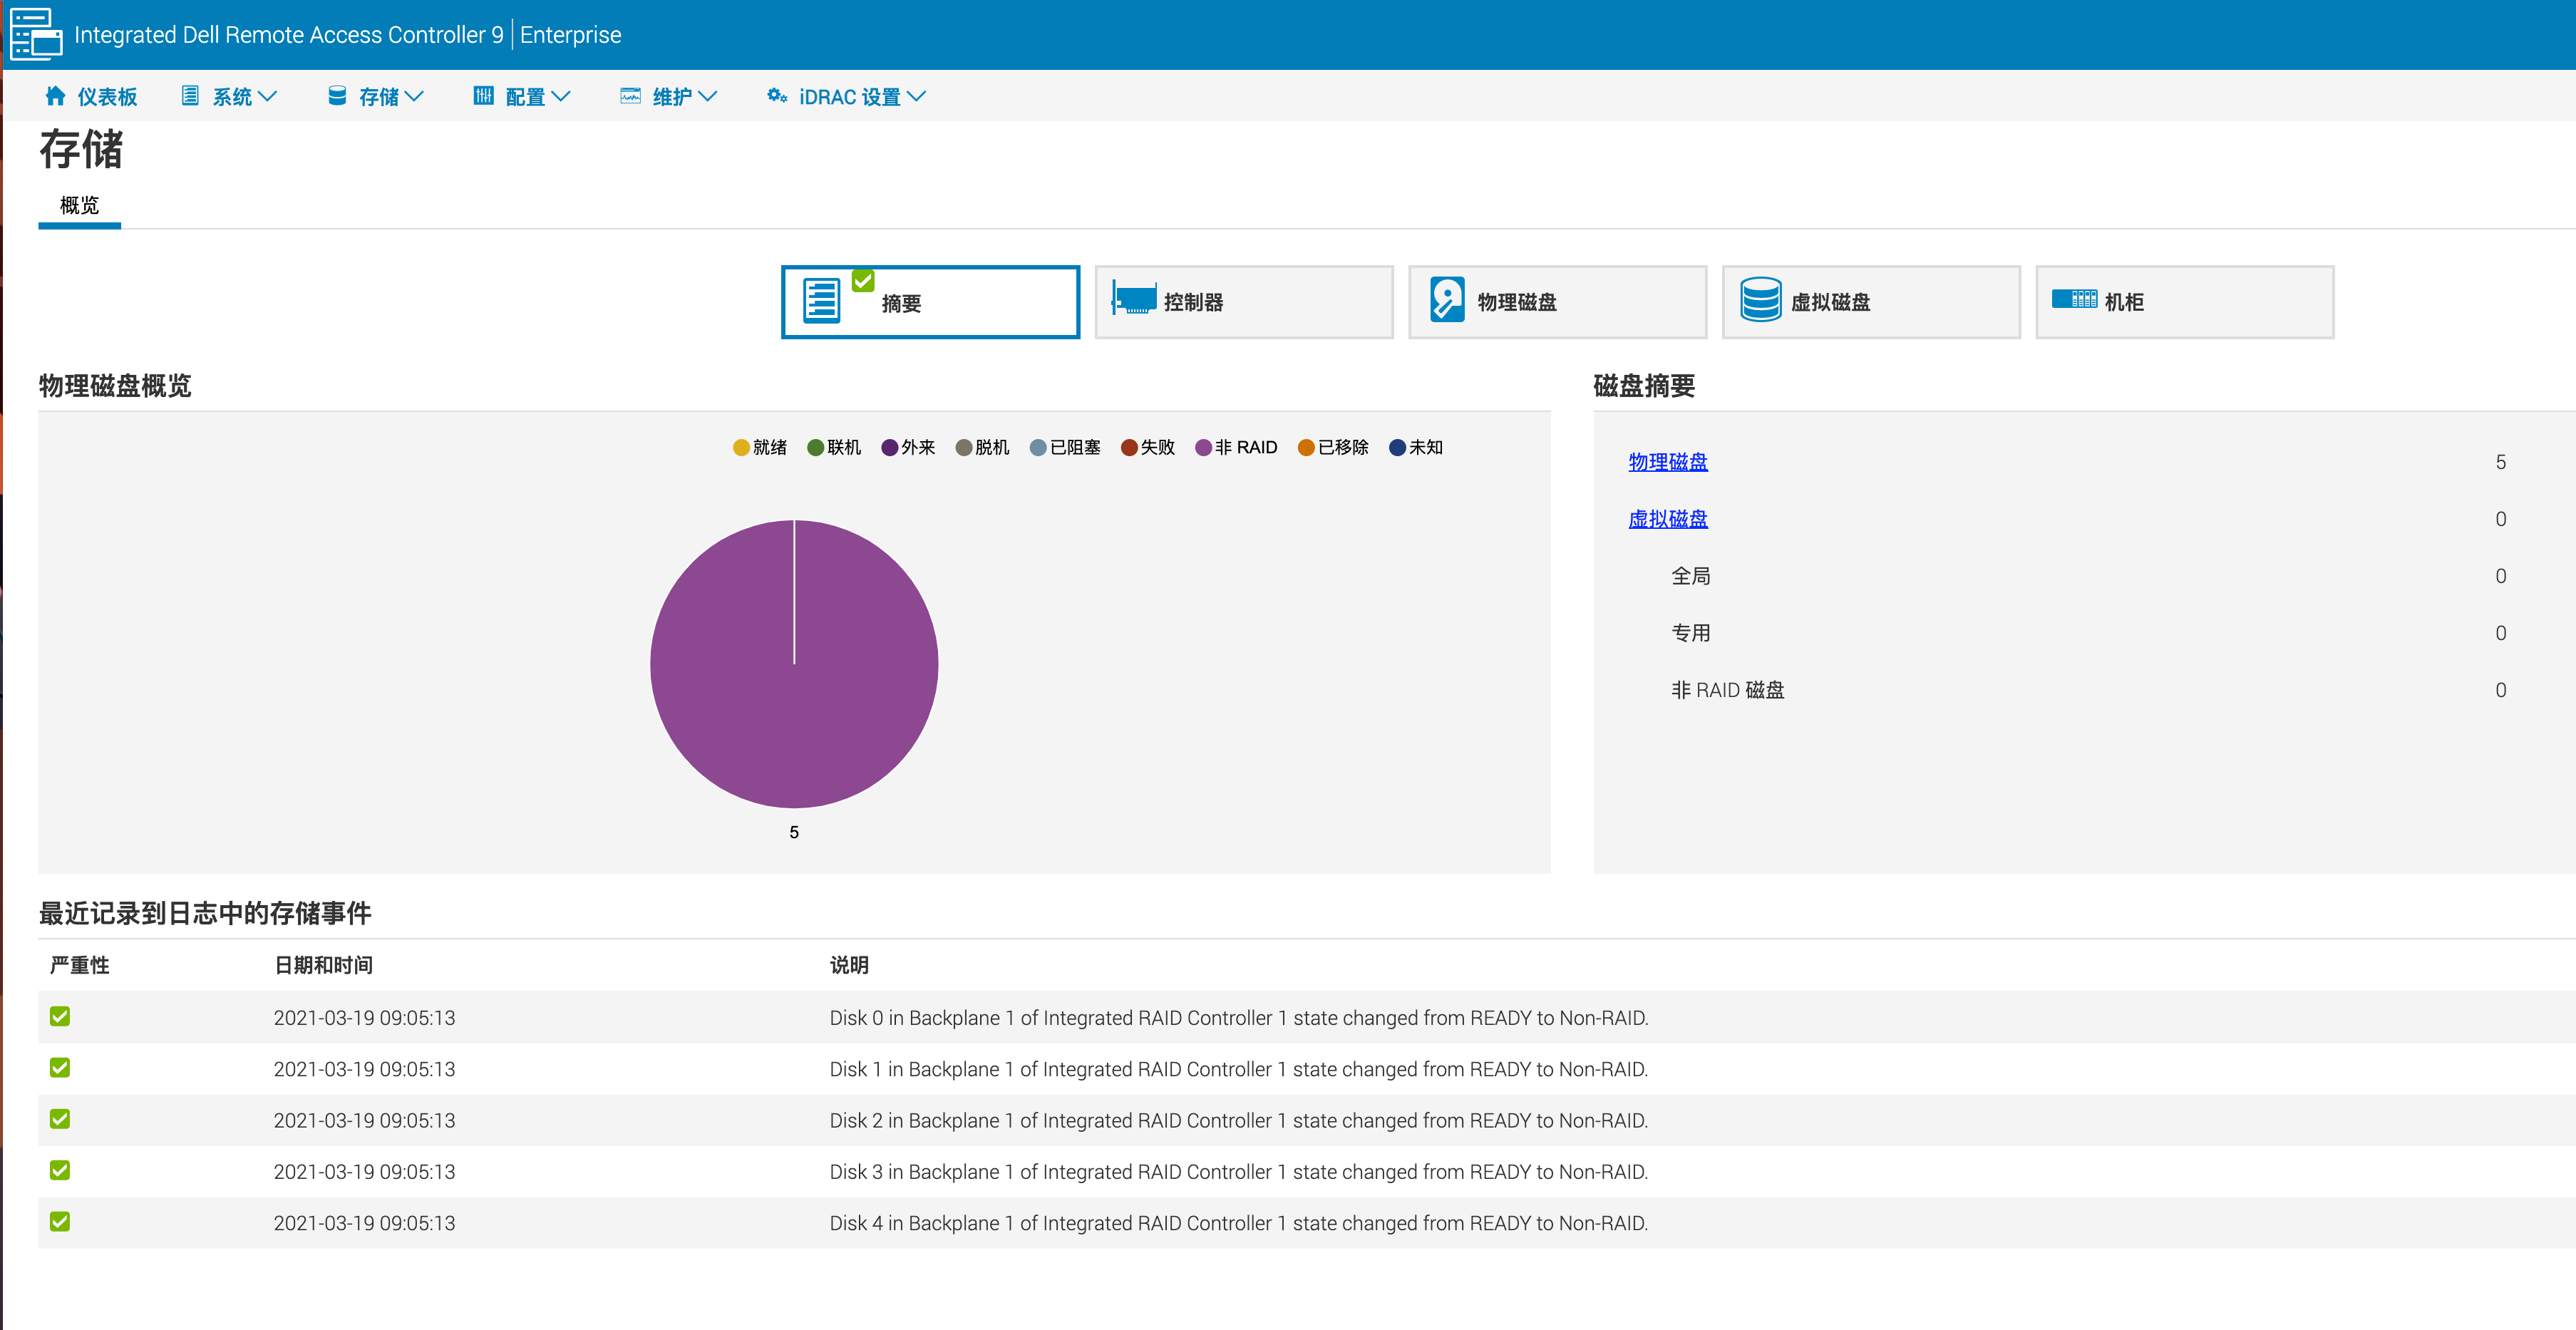 Integrated Dell Remote Access Controller 9 | Enterprise
仪表板 系统 存储 配置 维护 iDRAC 设置
存储
概览
摘要 控制器 物理磁盘 虚拟磁盘 机柜
物理磁盘概览
就绪 联机 外来 脱机 已阻塞 失败 非 RAID 已移除 未知
5
磁盘摘要
物理磁盘 5
虚拟磁盘 0
全局 0
专用 0
非 RAID 磁盘 0
最近记录到日志中的存储事件
严重性 日期和时间 说明
2021-03-19 09:05:13 Disk 0 in Backplane 1 of Integrated RAID Controller 1 state changed from READY to Non-RAID.
2021-03-19 09:05:13 Disk 1 in Backplane 1 of Integrated RAID Controller 1 state changed from READY to Non-RAID.
2021-03-19 09:05:13 Disk 2 in Backplane 1 of Integrated RAID Controller 1 state changed from READY to Non-RAID.
2021-03-19 09:05:13 Disk 3 in Backplane 1 of Integrated RAID Controller 1 state changed from READY to Non-RAID.
2021-03-19 09:05:13 Disk 4 in Backplane 1 of Integrated RAID Controller 1 state changed from READY to Non-RAID.